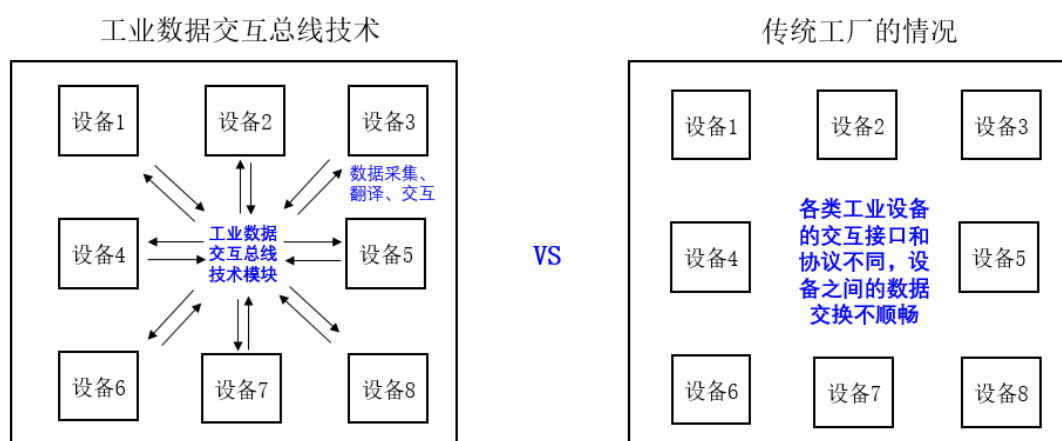 工业数据交互总线技术
传统工厂的情况
设备1
设备2
设备3
数据采集、
翻译、交互
设备4
工业数据
交互总线
技术模块
设备5
设备6
设备7
设备8
VS
设备1
设备2
设备3
设备4
各类工业设备
的交互接口和
协议不同，设
备之间的数据
交换不顺畅
设备5
设备6
设备7
设备8